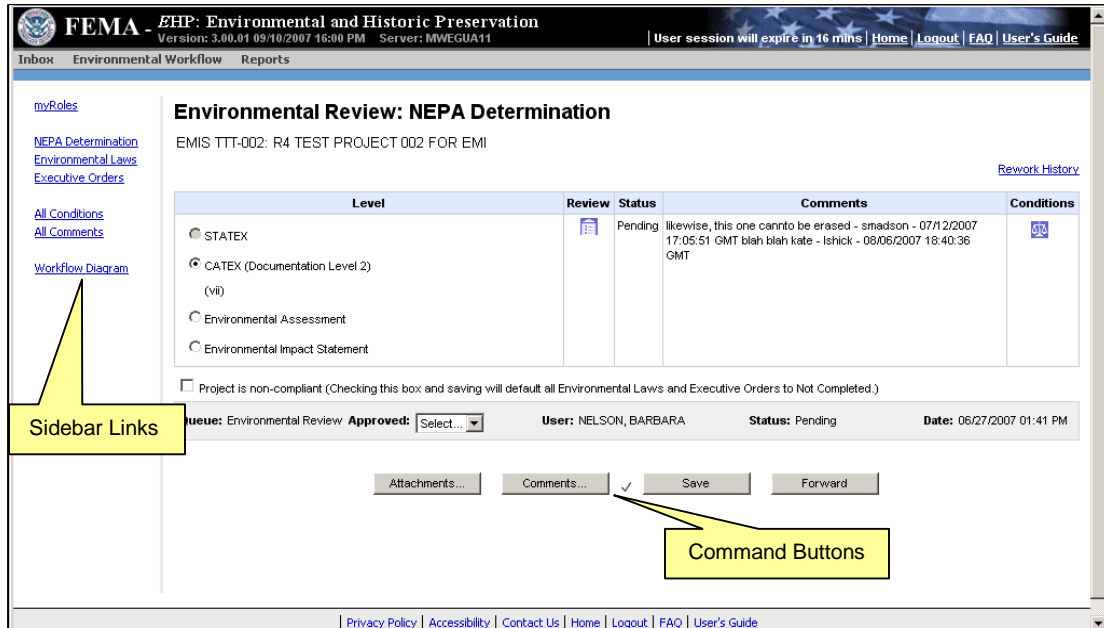 FEMA - EHP: Environmental and Historic Preservation
Version: 3.00.01 09/10/2007 16:00 PM Server: MWEGUA11
| User session will expire in 16 mins | Home | Logout | FAQ | User's Guide
Inbox Environmental Workflow Reports
myRoles
NEPA Determination
Environmental Laws
Executive Orders
All Conditions
All Comments
Workflow Diagram
Sidebar Links
Environmental Review: NEPA Determination
EMIS TTT-002: R4 TEST PROJECT 002 FOR EMI
Rework History
Level Review Status Comments Conditions
STATEX
CATEX (Documentation Level 2)
(vii)
Environmental Assessment
Environmental Impact Statement
Pending
likewise, this one cannto be erased - smadson - 07/12/2007
17:05:51 GMT blah blah kate - lshick - 08/06/2007 18:40:36
GMT
Project is non-compliant (Checking this box and saving will default all Environmental Laws and Executive Orders to Not Completed.)
Queue: Environmental Review Approved: Select... User: NELSON, BARBARA Status: Pending Date: 06/27/2007 01:41 PM
Attachments... Comments... Save Forward
Command Buttons
| Privacy Policy | Accessibility | Contact Us | Home | Logout | FAQ | User's Guide